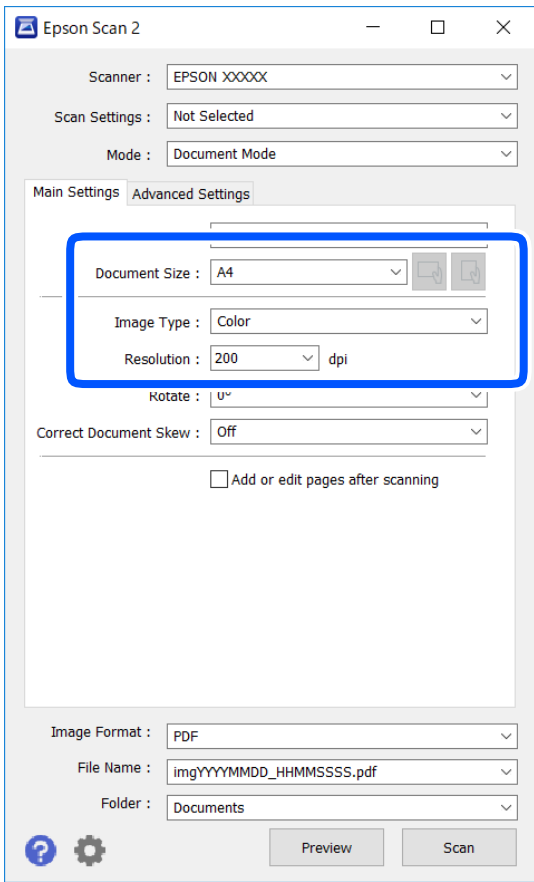 Epson Scan 2
Scanner : EPSON XXXXX
Scan Settings : Not Selected
Mode : Document Mode
Main Settings Advanced Settings
Document Size : A4
Image Type : Color
Resolution : 200 dpi
Rotate : 0°
Correct Document Skew : Off
Add or edit pages after scanning
Image Format : PDF
File Name : imgYYYYMMDD_HHMMSSSS.pdf
Folder : Documents
? Preview Scan